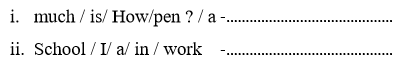 i. much / is/ How/pen ? / a -............................................
ii. School / I/ a/ in / work -............................................